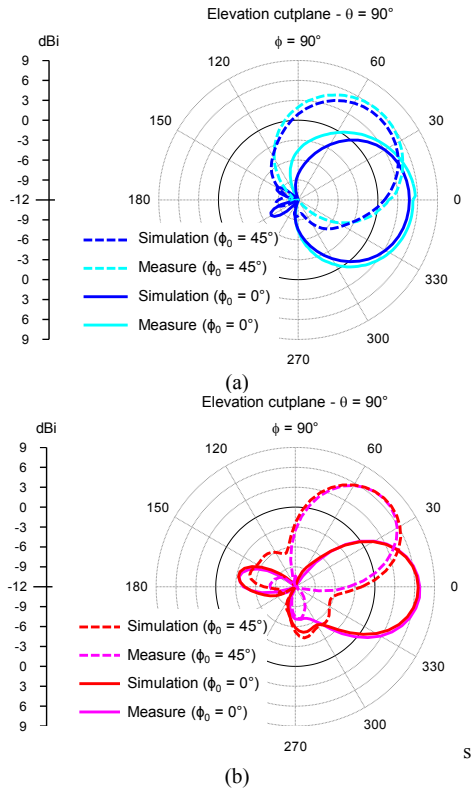 Elevation cutplane - θ = 90°
dBi
ϕ = 90°
9
6
3
0
-3
-6
-9
-12
-9
-6
-3
0
3
6
9
120
60
150
30
180
0
330
300
270
Simulation (ϕ₀ = 45°)
Measure (ϕ₀ = 45°)
Simulation (ϕ₀ = 0°)
Measure (ϕ₀ = 0°)
(a)
Elevation cutplane - θ = 90°
dBi
ϕ = 90°
9
6
3
0
-3
-6
-9
-12
-9
-6
-3
0
3
6
9
120
60
150
30
180
0
330
300
270
Simulation (ϕ₀ = 45°)
Measure (ϕ₀ = 45°)
Simulation (ϕ₀ = 0°)
Measure (ϕ₀ = 0°)
s
(b)